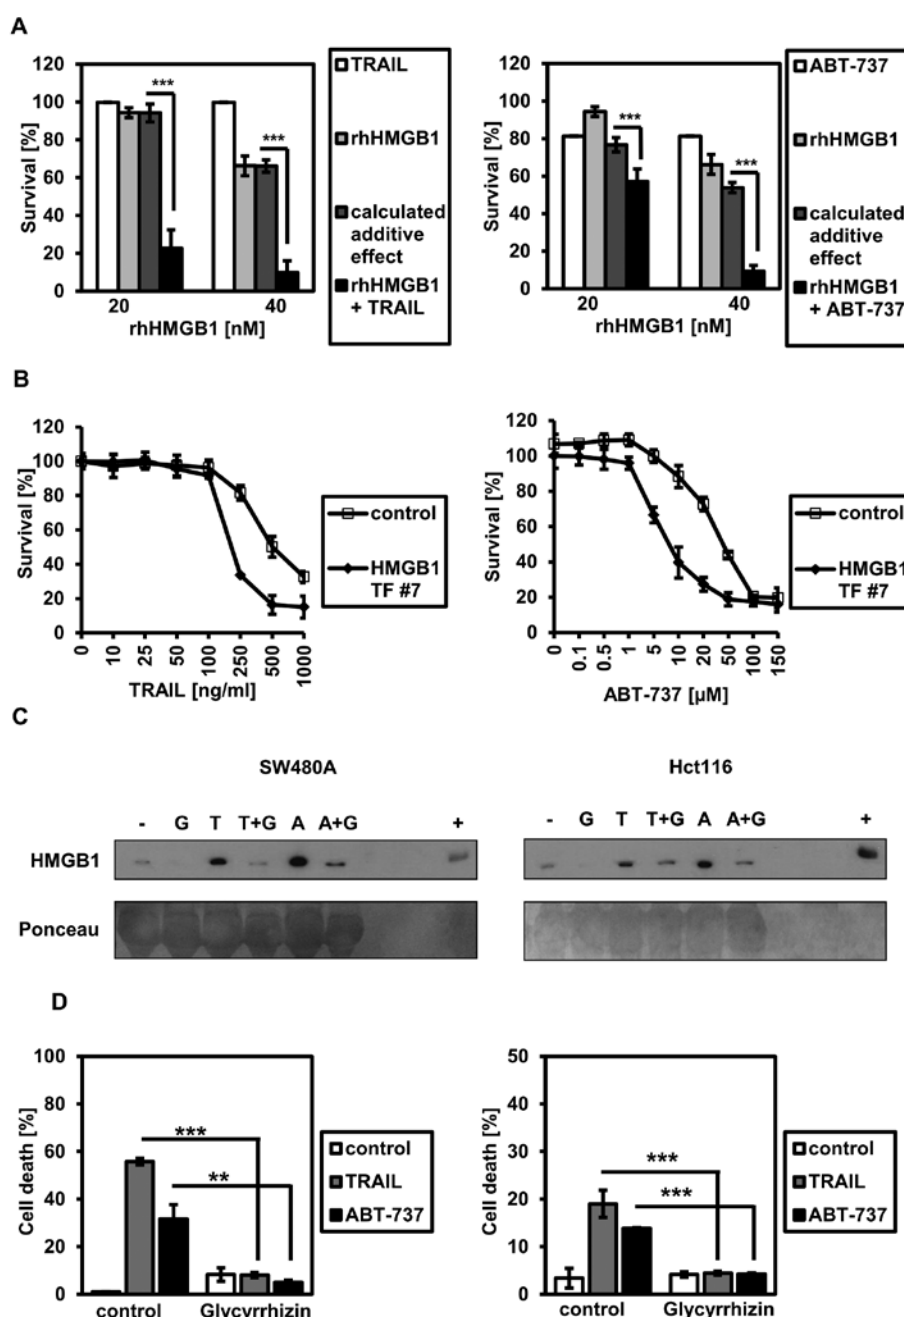 A
120
100
80
60
40
20
0
Survival [%]
***
***
20
40
rhHMGB1 [nM]
TRAIL
rhHMGB1
calculated
additive
effect
rhHMGB1
+ TRAIL
120
100
80
60
40
20
0
Survival [%]
***
***
20
40
rhHMGB1 [nM]
ABT-737
rhHMGB1
calculated
additive
effect
rhHMGB1
+ ABT-737
B
120
100
80
60
40
20
0
Survival [%]
0
10
25
50
100
250
500
1000
TRAIL [ng/ml]
control
HMGB1
TF #7
120
100
80
60
40
20
0
Survival [%]
0
0.1
0.5
1
5
10
20
50
100
150
ABT-737 [µM]
control
HMGB1
TF #7
C
SW480A
- G T T+G A A+G +
HMGB1
Ponceau
Hct116
- G T T+G A A+G +
D
100
80
60
40
20
0
Cell death [%]
***
**
control Glycyrrhizin
control
TRAIL
ABT-737
50
40
30
20
10
0
Cell death [%]
***
***
control Glycyrrhizin
control
TRAIL
ABT-737